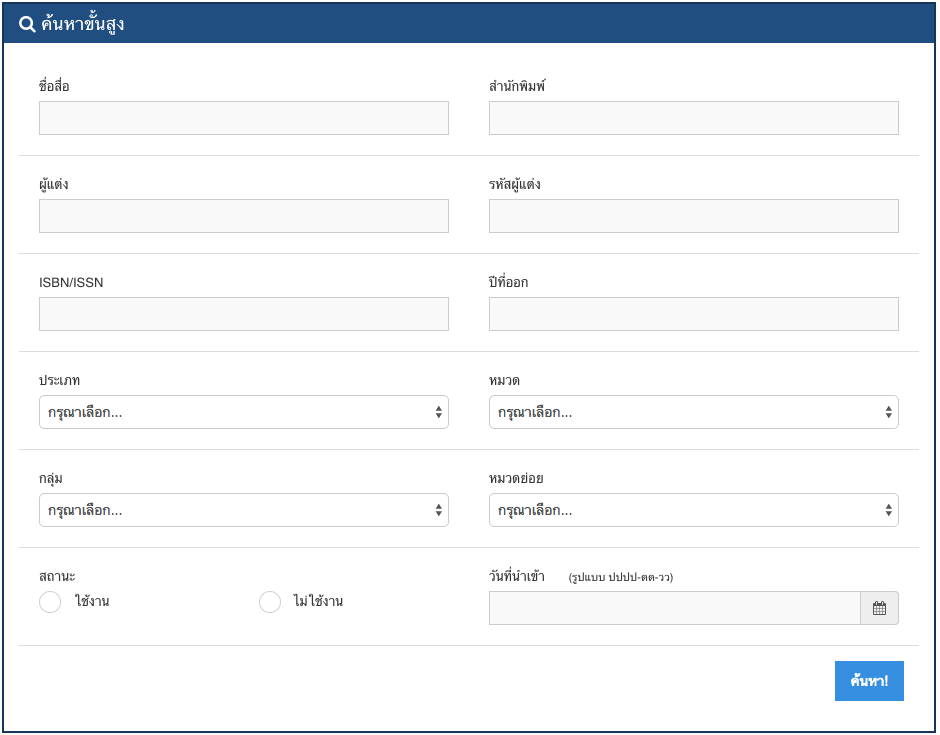 ค้นหาขั้นสูง
ชื่อสื่อ
สำนักพิมพ์
ผู้แต่ง
รหัสผู้แต่ง
ISBN/ISSN
ปีที่ออก
ประเภท
หมวด
กรุณาเลือก...
กรุณาเลือก...
กลุ่ม
หมวดย่อย
กรุณาเลือก...
กรุณาเลือก...
สถานะ
วันที่นำเข้า (รูปแบบ ปปปป-ดด-วว)
ใช้งาน
ไม่ใช้งาน
ค้นหา!